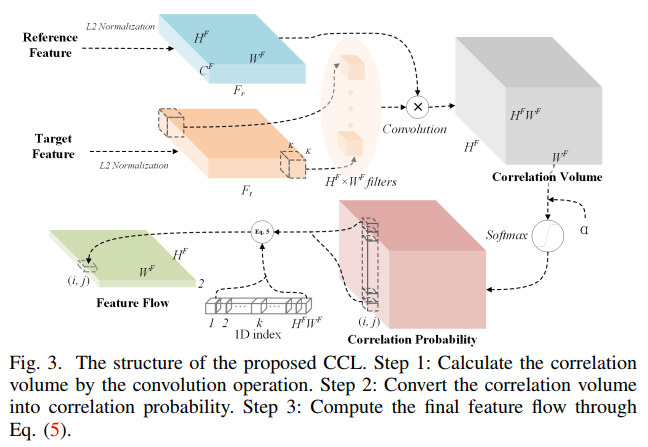 L2 Normalization
Reference
Feature
H^F
W^F
C^F
F_r
Target
Feature
L2 Normalization
K
K
F_t
H^F×W^F filters
Convolution
H^F
H^FW^F
W^F
Correlation Volume
Softmax
α
Eq. 5
H^F
W^F
2
(i, j)
Feature Flow
1 2 ... k ... H^FW^F
1D index
(i, j)
Correlation Probability
Fig. 3. The structure of the proposed CCL. Step 1: Calculate the correlation
volume by the convolution operation. Step 2: Convert the correlation volume
into correlation probability. Step 3: Compute the final feature flow through
Eq. (5).